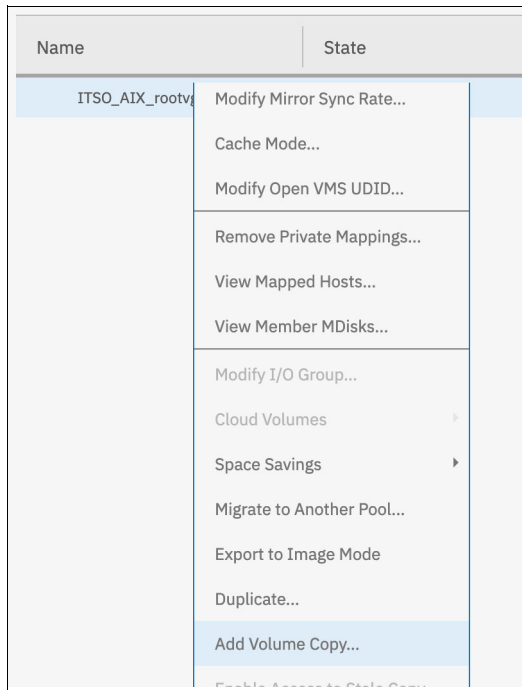 Name State
ITSO_AIX_rootvg
Modify Mirror Sync Rate...
Cache Mode...
Modify Open VMS UDID...
Remove Private Mappings...
View Mapped Hosts...
View Member MDisks...
Modify I/O Group...
Cloud Volumes
Space Savings
Migrate to Another Pool...
Export to Image Mode
Duplicate...
Add Volume Copy...